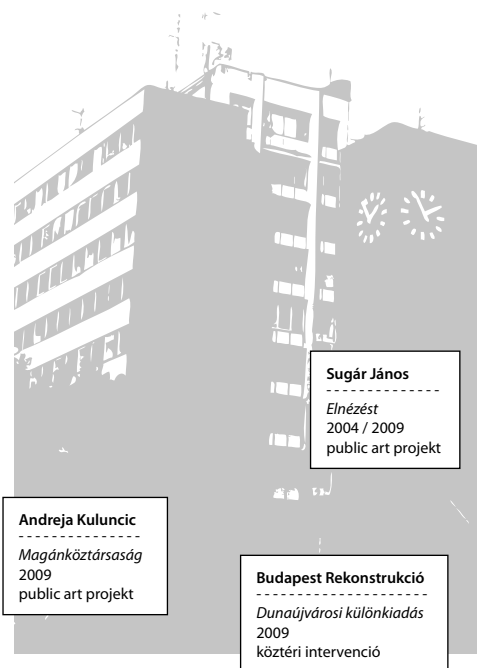 Sugár János
Elnézést
2004 / 2009
public art projekt
Andreja Kuluncic
Magánköztársaság
2009
public art projekt
Budapest Rekonstrukció
Dunaújvárosi különkiadás
2009
köztéri intervenció